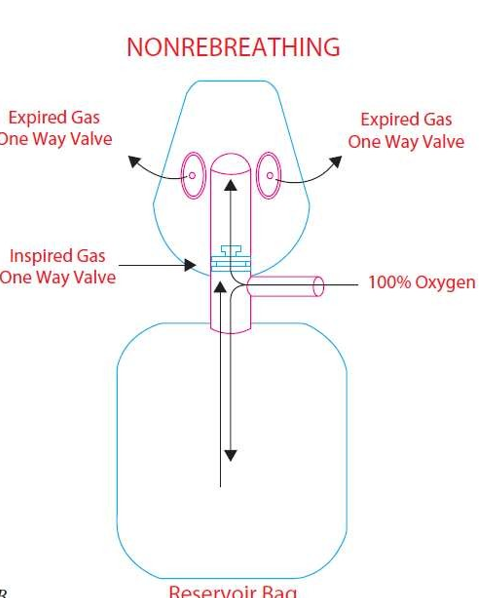 NONREBREATHING
Expired Gas
One Way Valve
Expired Gas
One Way Valve
Inspired Gas
One Way Valve
100% Oxygen
R
Reservoir Bag